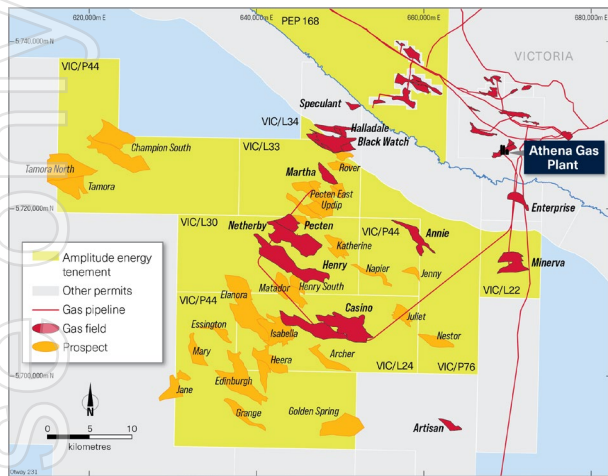 620,000m E
640,000m E
660,000m E
680,000m E
5,740,000m N
PEP 168
VICTORIA
VIC/P44
Speculant
VIC/L34
Halladale
Black Watch
Athena Gas
Plant
VIC/L33
Champion South
Rover
Martha
Tamora North
Tamora
Pecten East
Updip
Enterprise
5,720,000m N
VIC/L30
Netherby
Pecten
VIC/P44
Annie
Katherine
Minerva
Henry
Napier
Jenny
Henry South
Matador
VIC/L22
Amplitude energy
tenement
Other permits
Gas pipeline
Gas field
Prospect
VIC/P44
Elanora
Casino
Juliet
Essington
Isabella
Nestor
Mary
Archer
Heera
VIC/L24
VIC/P76
5,700,000m N
Jane
Edinburgh
Grange
Golden Spring
Artisan
N
0
5
10
kilometres